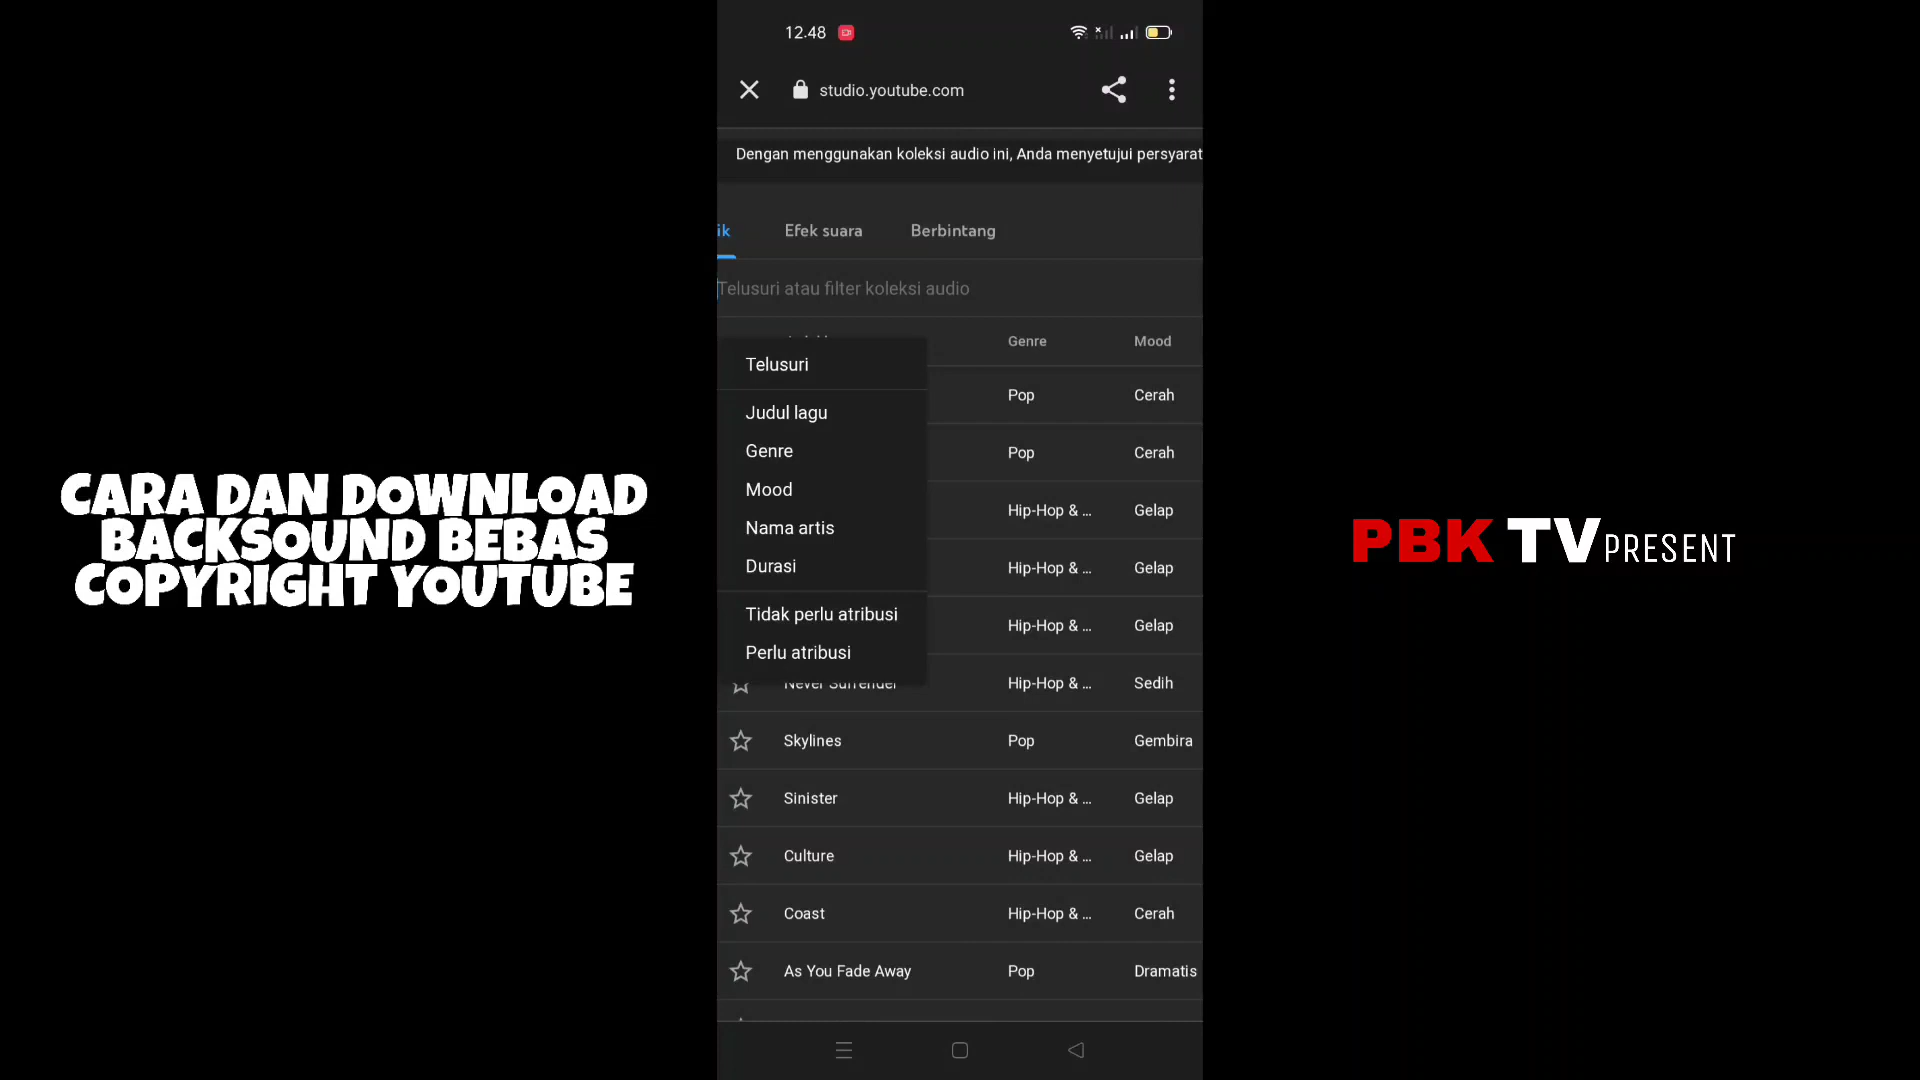 12.48
studio.youtube.com
Dengan menggunakan koleksi audio ini, Anda menyetujui persyarat
ik Efek suara Berbintang
Telusuri atau filter koleksi audio
Genre Mood
Telusuri
Pop Cerah
Judul lagu
Genre
Pop Cerah
Mood
Hip-Hop & ... Gelap
Nama artis
Durasi
Hip-Hop & ... Gelap
Tidak perlu atribusi
Hip-Hop & ... Gelap
Perlu atribusi
Never Surrender Hip-Hop & ... Sedih
Skylines Pop Gembira
Sinister Hip-Hop & ... Gelap
Culture Hip-Hop & ... Gelap
Coast Hip-Hop & ... Cerah
As You Fade Away Pop Dramatis
CARA DAN DOWNLOAD
BACKSOUND BEBAS
COPYRIGHT YOUTUBE
PBK TV PRESENT